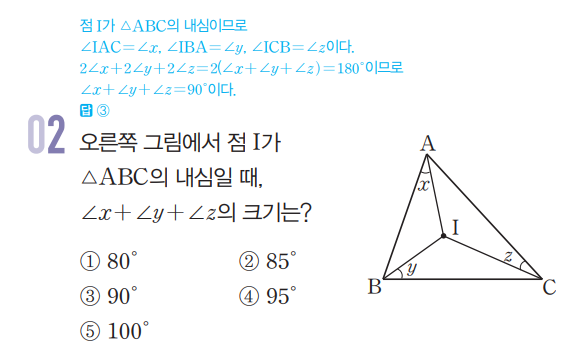 점 I가 △ABC의 내심이므로
∠IAC=∠x, ∠IBA=∠y, ∠ICB=∠z이다.
2∠x+2∠y+2∠z=2(∠x+∠y+∠z)=180°이므로
∠x+∠y+∠z=90°이다.
답 ③
02 오른쪽 그림에서 점 I가
△ABC의 내심일 때,
∠x+∠y+∠z의 크기는?
① 80° ② 85°
③ 90° ④ 95°
⑤ 100°
A
x
I
y
z
B
C